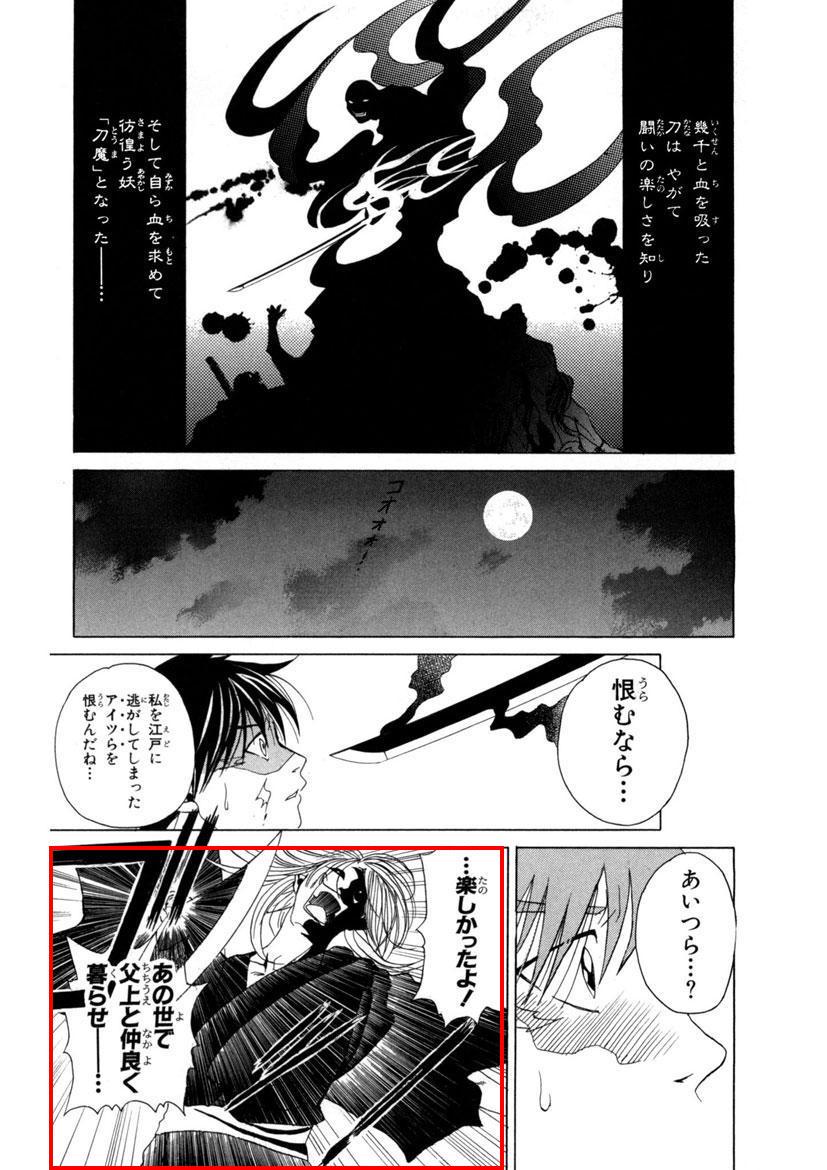 幾千と血を吸った
刀は やがて
闘いの楽しさを知り
そして自ら血を求めて
彷徨う妖
「刀魔」となった――…
コオオォ…
恨むなら…
私を江戸に
逃がしてしまった
アイツらを
恨むんだね…
あいつら…？
…楽しかったよ！
あの世で
父上と仲良く
暮らせ――…！